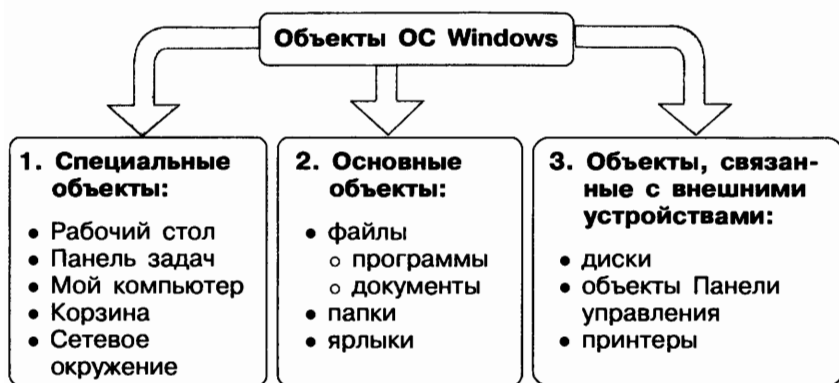 Объекты ОС Windows
1. Специальные
объекты:
• Рабочий стол
• Панель задач
• Мой компьютер
• Корзина
• Сетевое
окружение
2. Основные
объекты:
• файлы
○ программы
○ документы
• папки
• ярлыки
3. Объекты, связан-
ные с внешними
устройствами:
• диски
• объекты Панели
управления
• принтеры